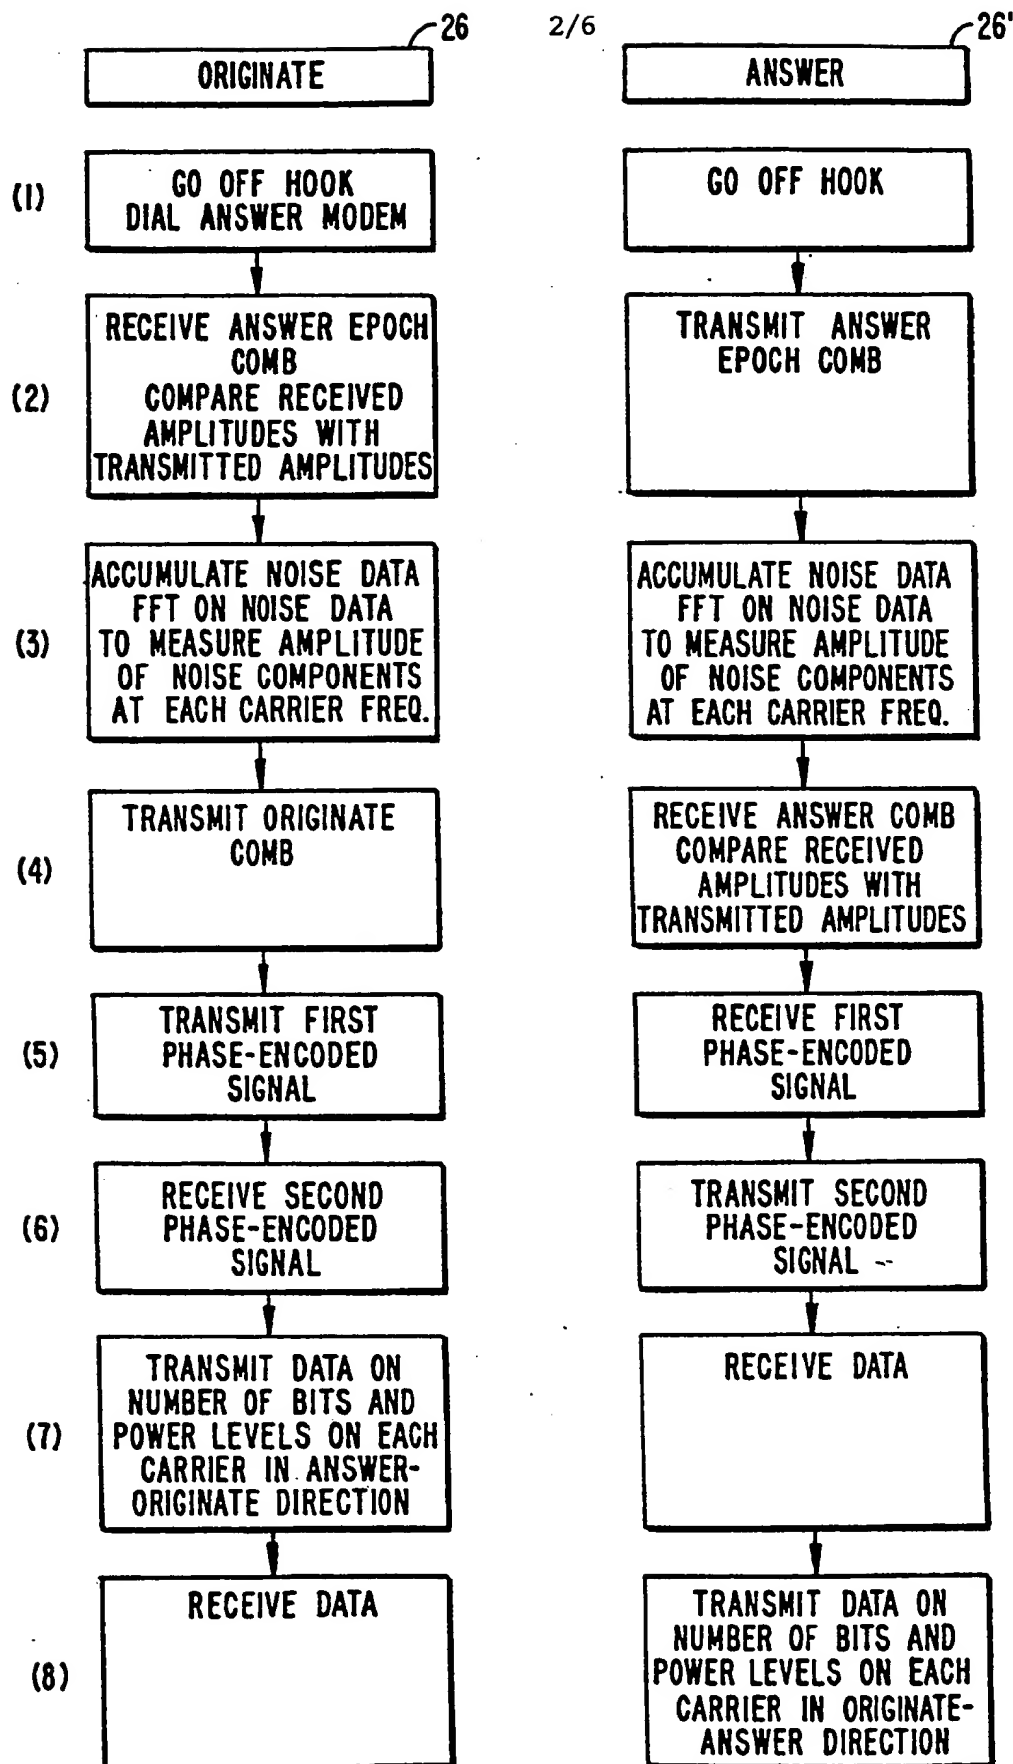 2/6
26
ORIGINATE
26'
ANSWER
(1)
GO OFF HOOK
DIAL ANSWER MODEM
GO OFF HOOK
(2)
RECEIVE ANSWER EPOCH
COMB
COMPARE RECEIVED
AMPLITUDES WITH
TRANSMITTED AMPLITUDES
TRANSMIT ANSWER
EPOCH COMB
(3)
ACCUMULATE NOISE DATA
FFT ON NOISE DATA
TO MEASURE AMPLITUDE
OF NOISE COMPONENTS
AT EACH CARRIER FREQ.
ACCUMULATE NOISE DATA
FFT ON NOISE DATA
TO MEASURE AMPLITUDE
OF NOISE COMPONENTS
AT EACH CARRIER FREQ.
(4)
TRANSMIT ORIGINATE
COMB
RECEIVE ANSWER COMB
COMPARE RECEIVED
AMPLITUDES WITH
TRANSMITTED AMPLITUDES
(5)
TRANSMIT FIRST
PHASE-ENCODED
SIGNAL
RECEIVE FIRST
PHASE-ENCODED
SIGNAL
(6)
RECEIVE SECOND
PHASE-ENCODED
SIGNAL
TRANSMIT SECOND
PHASE-ENCODED
SIGNAL
(7)
TRANSMIT DATA ON
NUMBER OF BITS AND
POWER LEVELS ON EACH
CARRIER IN ANSWER-
ORIGINATE DIRECTION
RECEIVE DATA
(8)
RECEIVE DATA
TRANSMIT DATA ON
NUMBER OF BITS AND
POWER LEVELS ON EACH
CARRIER IN ORIGINATE-
ANSWER DIRECTION